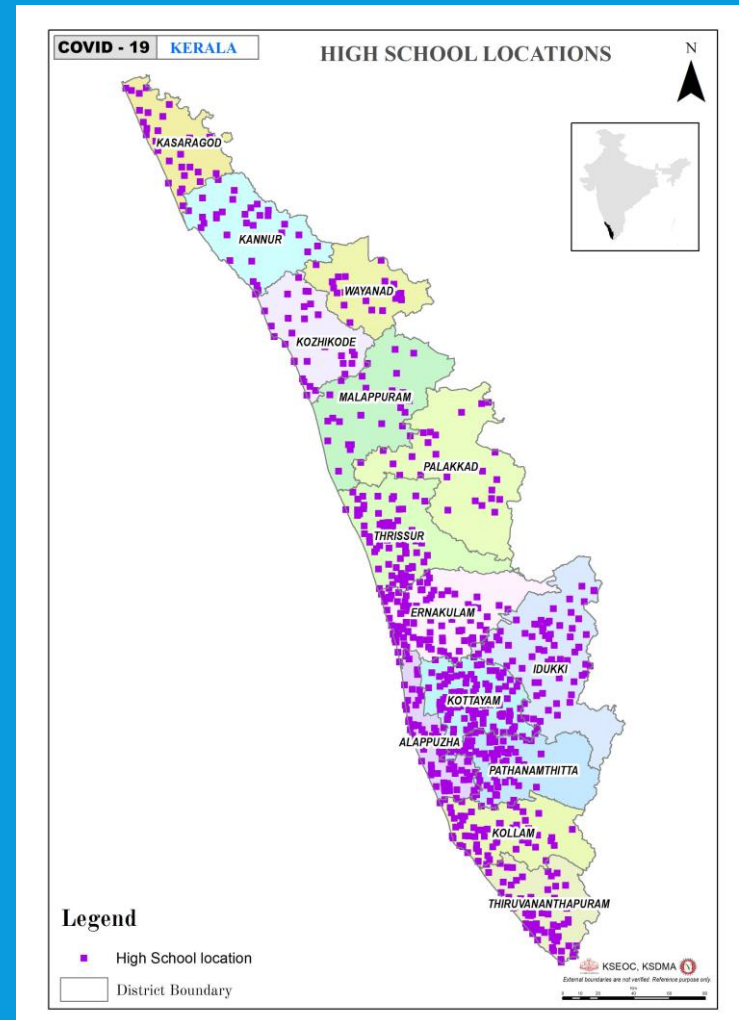 COVID - 19 KERALA
HIGH SCHOOL LOCATIONS
N
KASARAGOD
KANNUR
WAYANAD
KOZHIKODE
MALAPPURAM
PALAKKAD
THRISSUR
ERNAKULAM
IDUKKI
KOTTAYAM
ALAPPUZHA
PATHANAMTHITTA
KOLLAM
THIRUVANANTHAPURAM
Legend
High School location
District Boundary
KSEOC, KSDMA
External boundaries are not verified. Reference purpose only.
Km